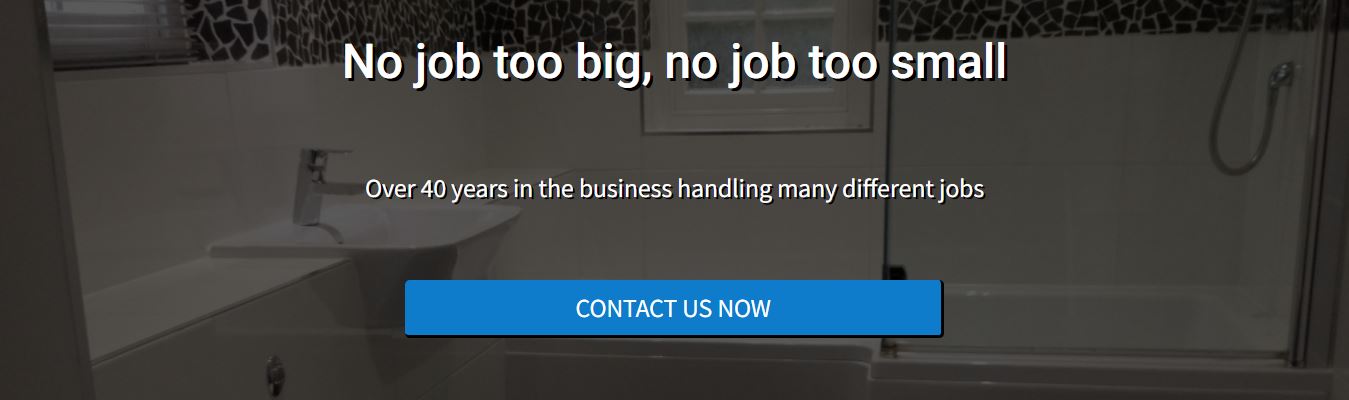 No job too big, no job too small
Over 40 years in the business handling many different jobs
CONTACT US NOW